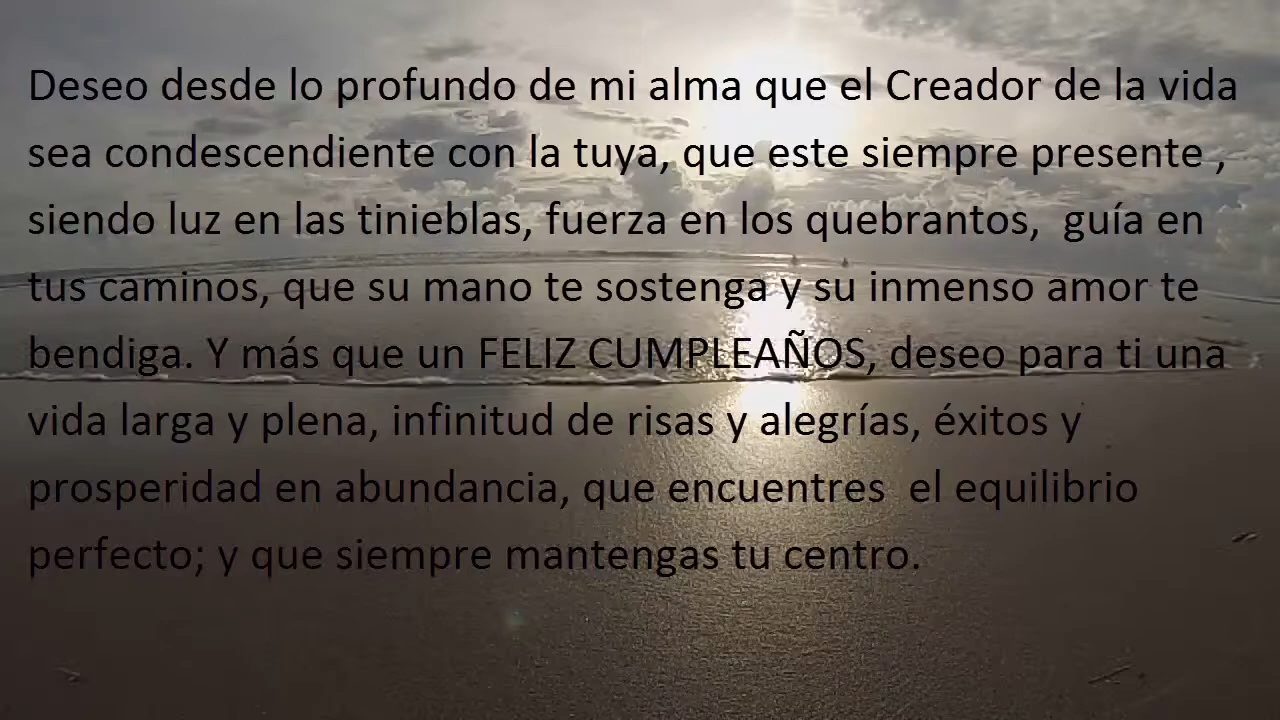 Deseo desde lo profundo de mi alma que el Creador de la vida
sea condescendiente con la tuya, que este siempre presente ,
siendo luz en las tinieblas, fuerza en los quebrantos,  guía en
tus caminos, que su mano te sostenga y su inmenso amor te
bendiga. Y más que un FELIZ CUMPLEAÑOS, deseo para ti una
vida larga y plena, infinitud de risas y alegrías, éxitos y
prosperidad en abundancia, que encuentres  el equilibrio
perfecto; y que siempre mantengas tu centro.